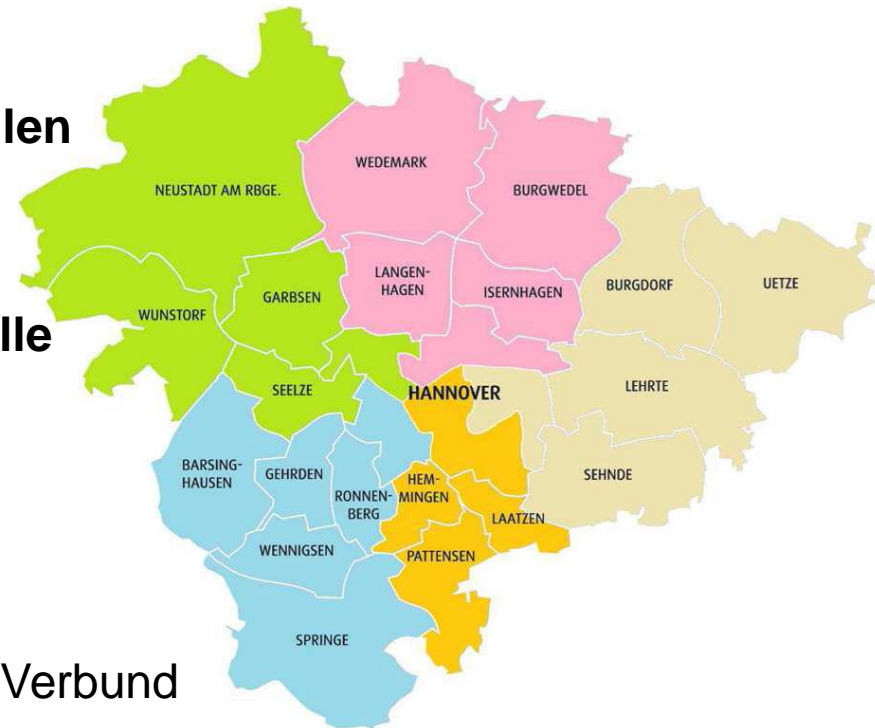 len
WEDEMARK
NEUSTADT AM RBGE.
BURGWEDEL
LANGEN-
HAGEN
ISERNHAGEN
BURGDORF
UETZE
GARBSEN
WUNSTORF
lle
SEELZE
HANNOVER
LEHRTE
BARSING-
HAUSEN
GEHRDEN
RONNEN-
BERG
HEM-
MINGEN
LAATZEN
SEHNDE
WENNIGSEN
PATTENSEN
SPRINGE
Verbund